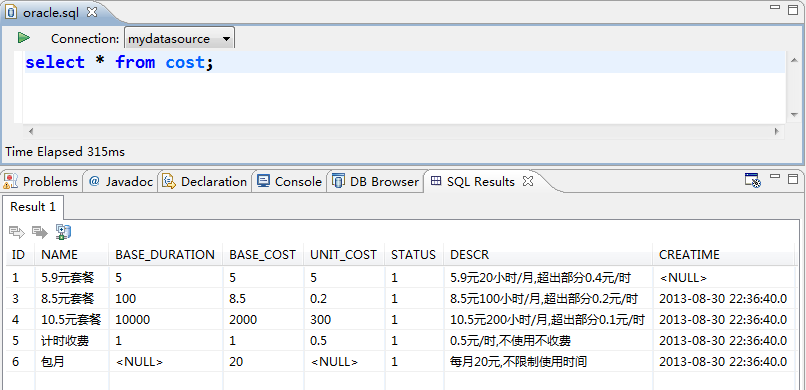 oracle.sql
Connection: mydatasource
select * from cost;
Time Elapsed 315ms
Problems @ Javadoc Declaration Console DB Browser SQL Results
Result 1
ID NAME BASE_DURATION BASE_COST UNIT_COST STATUS DESCR CREATIME
1 5.9元套餐 5 5 5 1 5.9元20小时/月,超出部分0.4元/时 <NULL>
3 8.5元套餐 100 8.5 0.2 1 8.5元100小时/月,超出部分0.2元/时 2013-08-30 22:36:40.0
4 10.5元套餐 10000 2000 300 1 10.5元200小时/月,超出部分0.1元/时 2013-08-30 22:36:40.0
5 计时收费 1 1 0.5 1 0.5元/时,不使用不收费 2013-08-30 22:36:40.0
6 包月 <NULL> 20 <NULL> 1 每月20元,不限制使用时间 2013-08-30 22:36:40.0